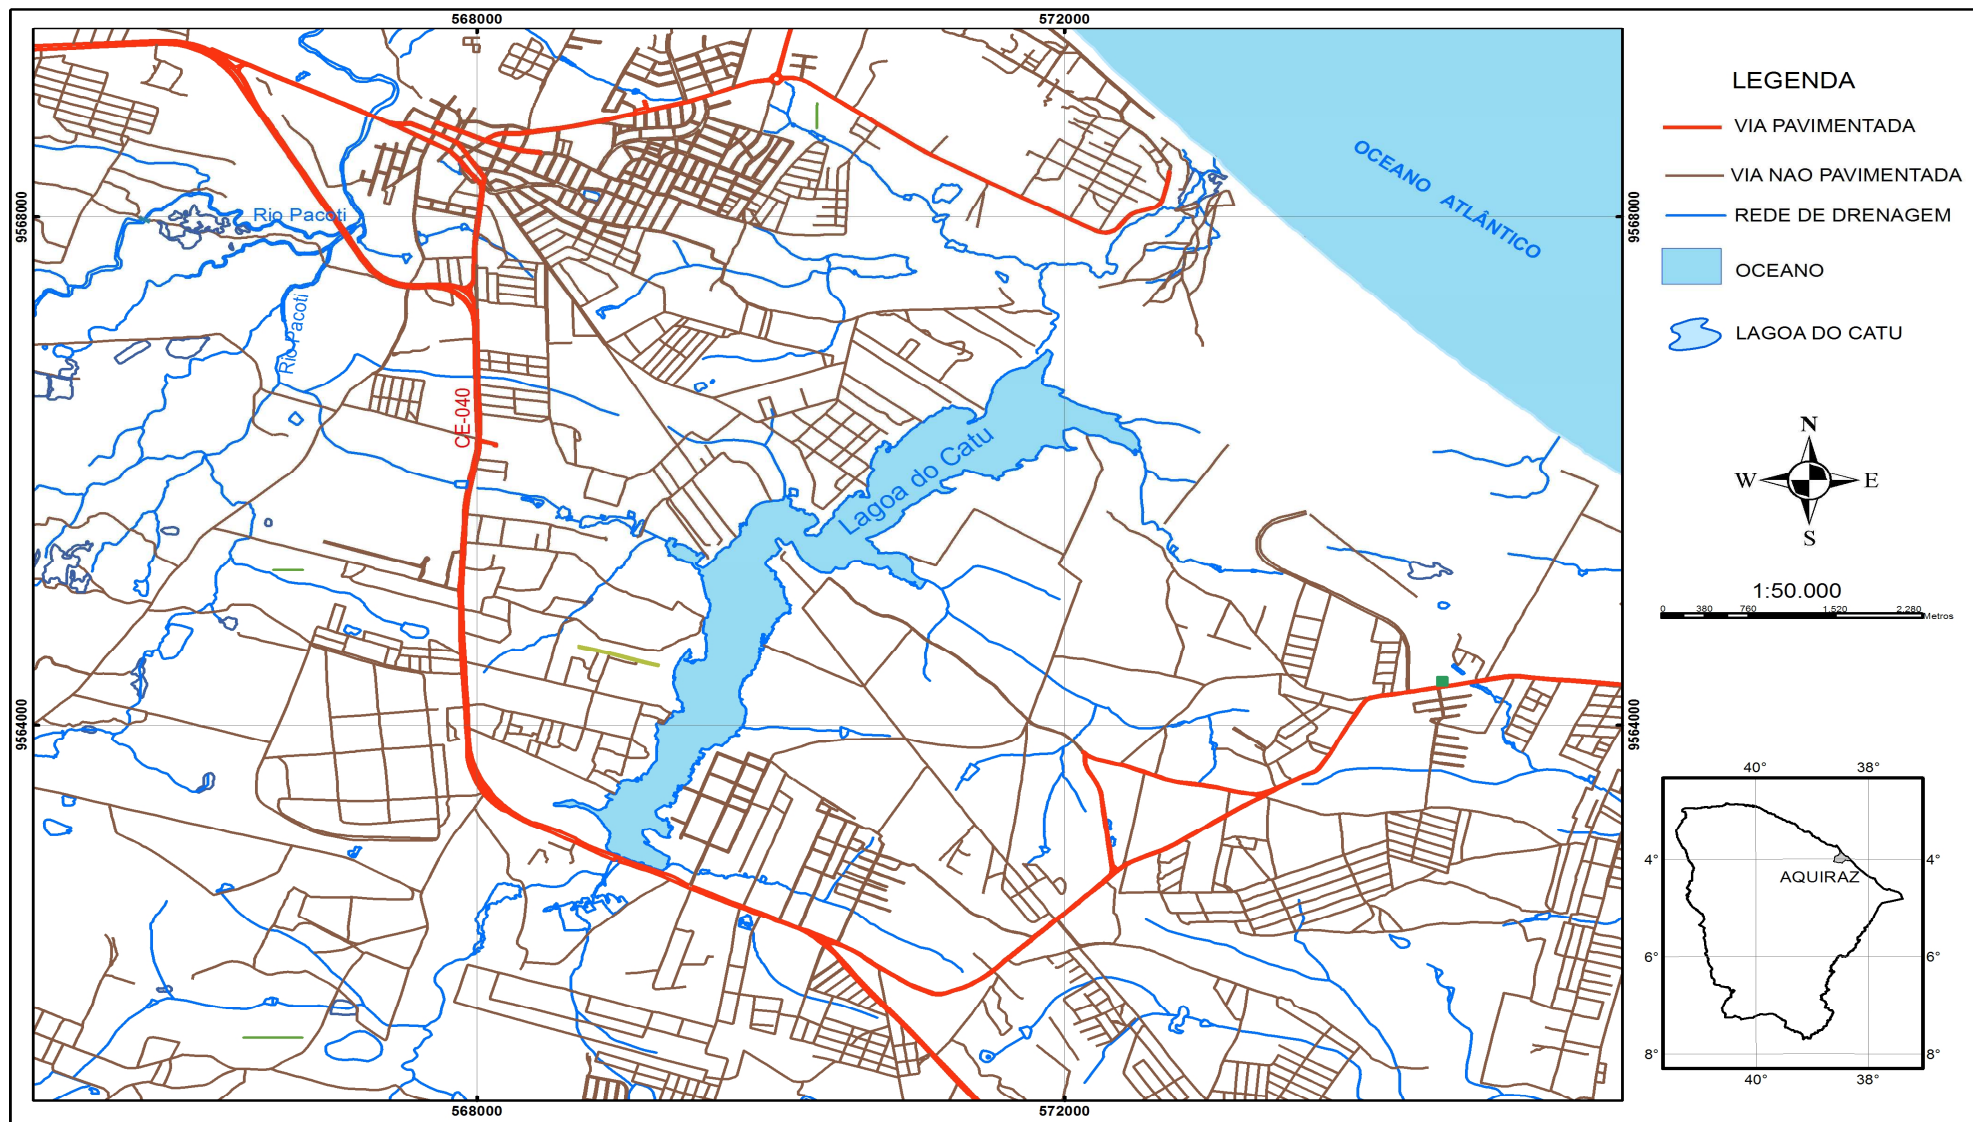 568000
572000
LEGENDA
VIA PAVIMENTADA
VIA NAO PAVIMENTADA
REDE DE DRENAGEM
OCEANO
LAGOA DO CATU
OCEANO ATLÂNTICO
9568000
9568000
Rio Pacoti
Rio Pacoti
CE-040
Lagoa do Catu
N
W
E
S
1:50.000
0 380 760 1.520 2.280
Metros
9564000
9564000
40° 38°
4° 4°
AQUIRAZ
6° 6°
8° 8°
40° 38°
568000
572000